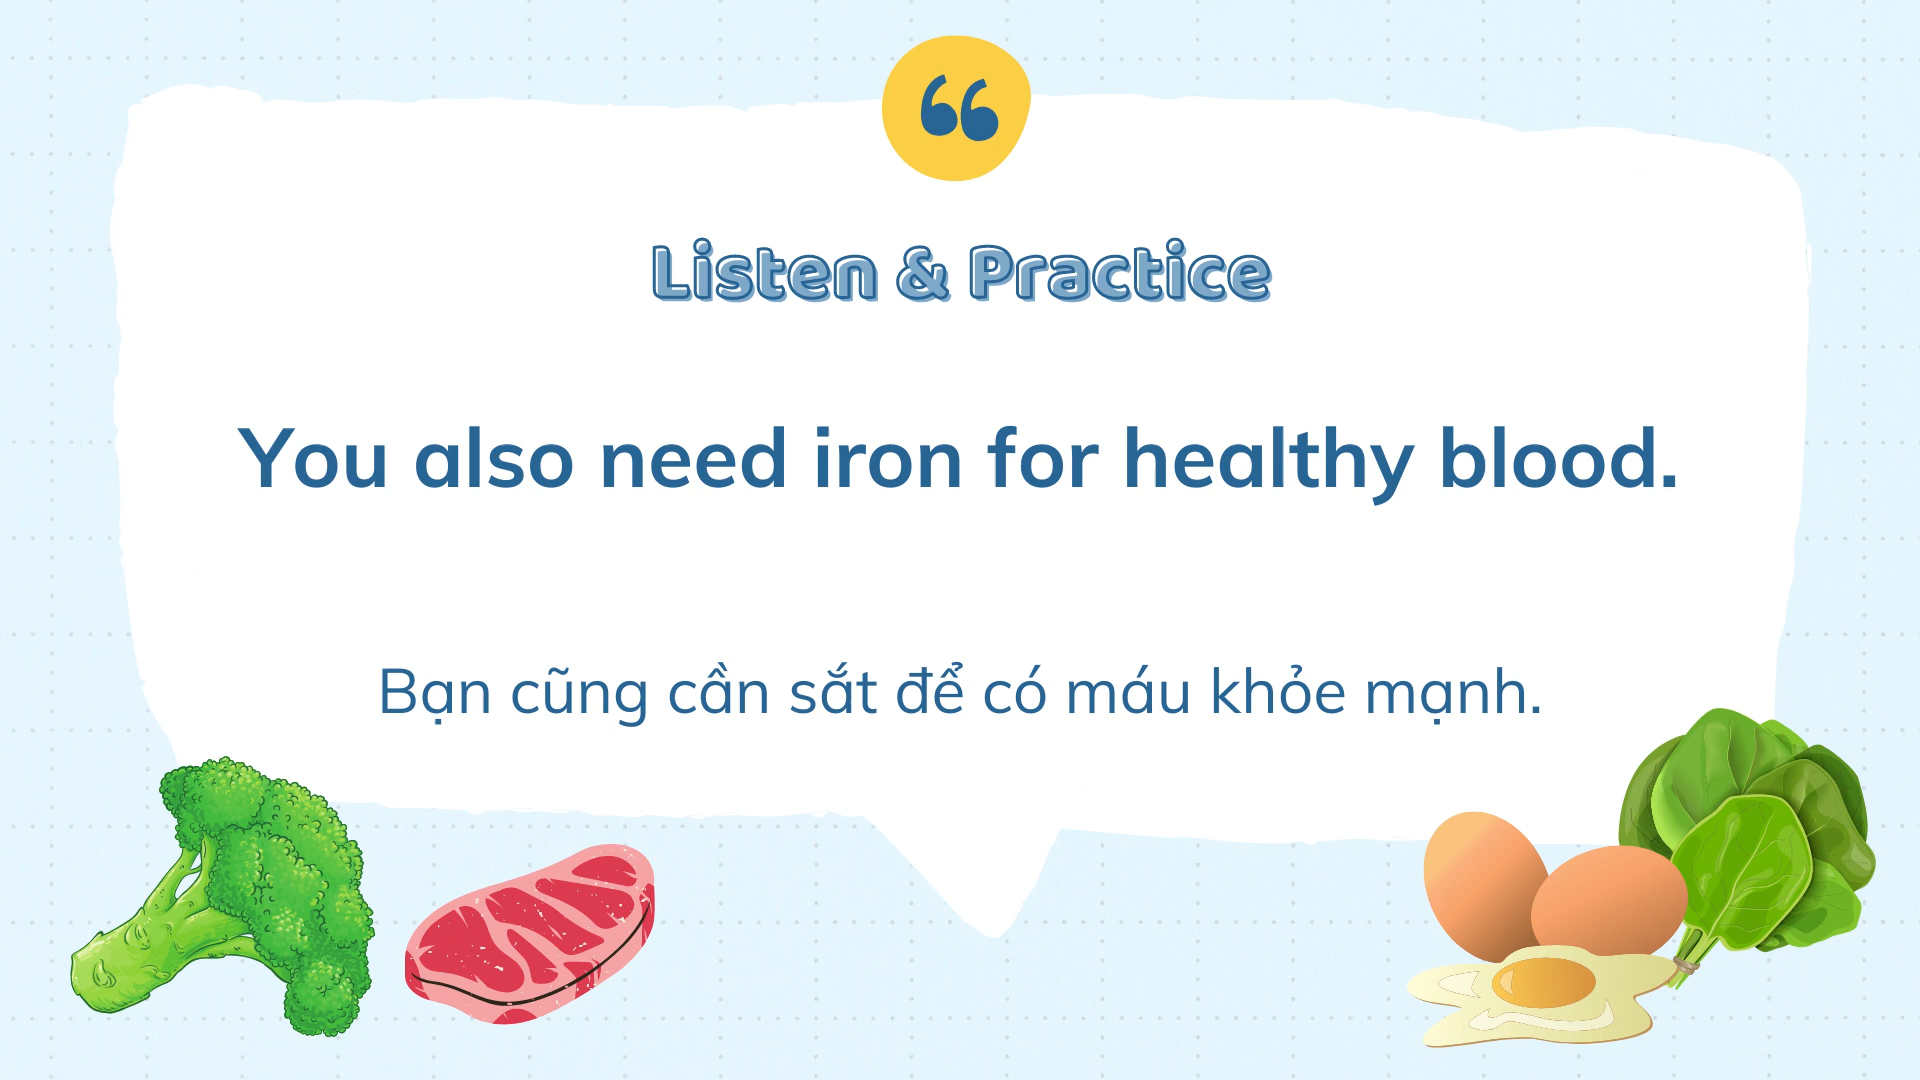 “
Listen & Practice
You also need iron for healthy blood.
Bạn cũng cần sắt để có máu khỏe mạnh.